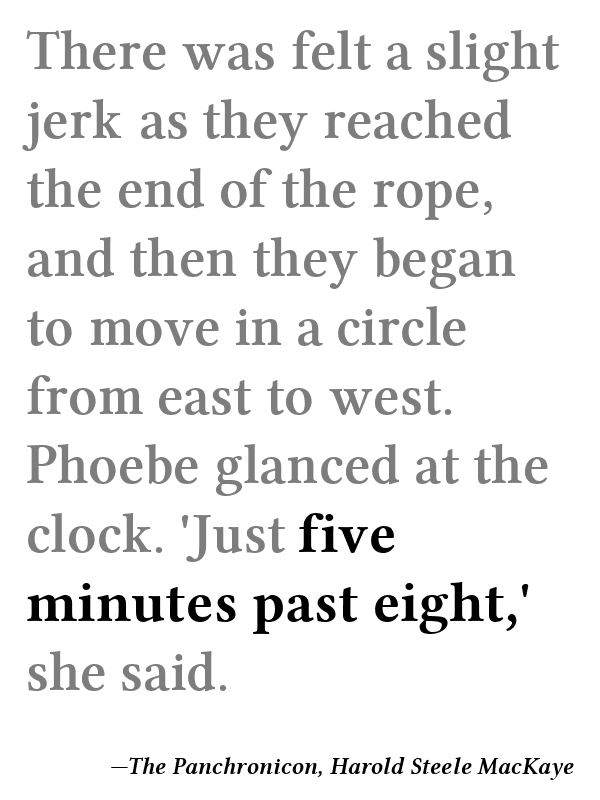 There was felt a slight
jerk as they reached
the end of the rope,
and then they began
to move in a circle
from east to west.
Phoebe glanced at the
clock. 'Just five
minutes past eight,'
she said.
—The Panchronicon, Harold Steele MacKaye